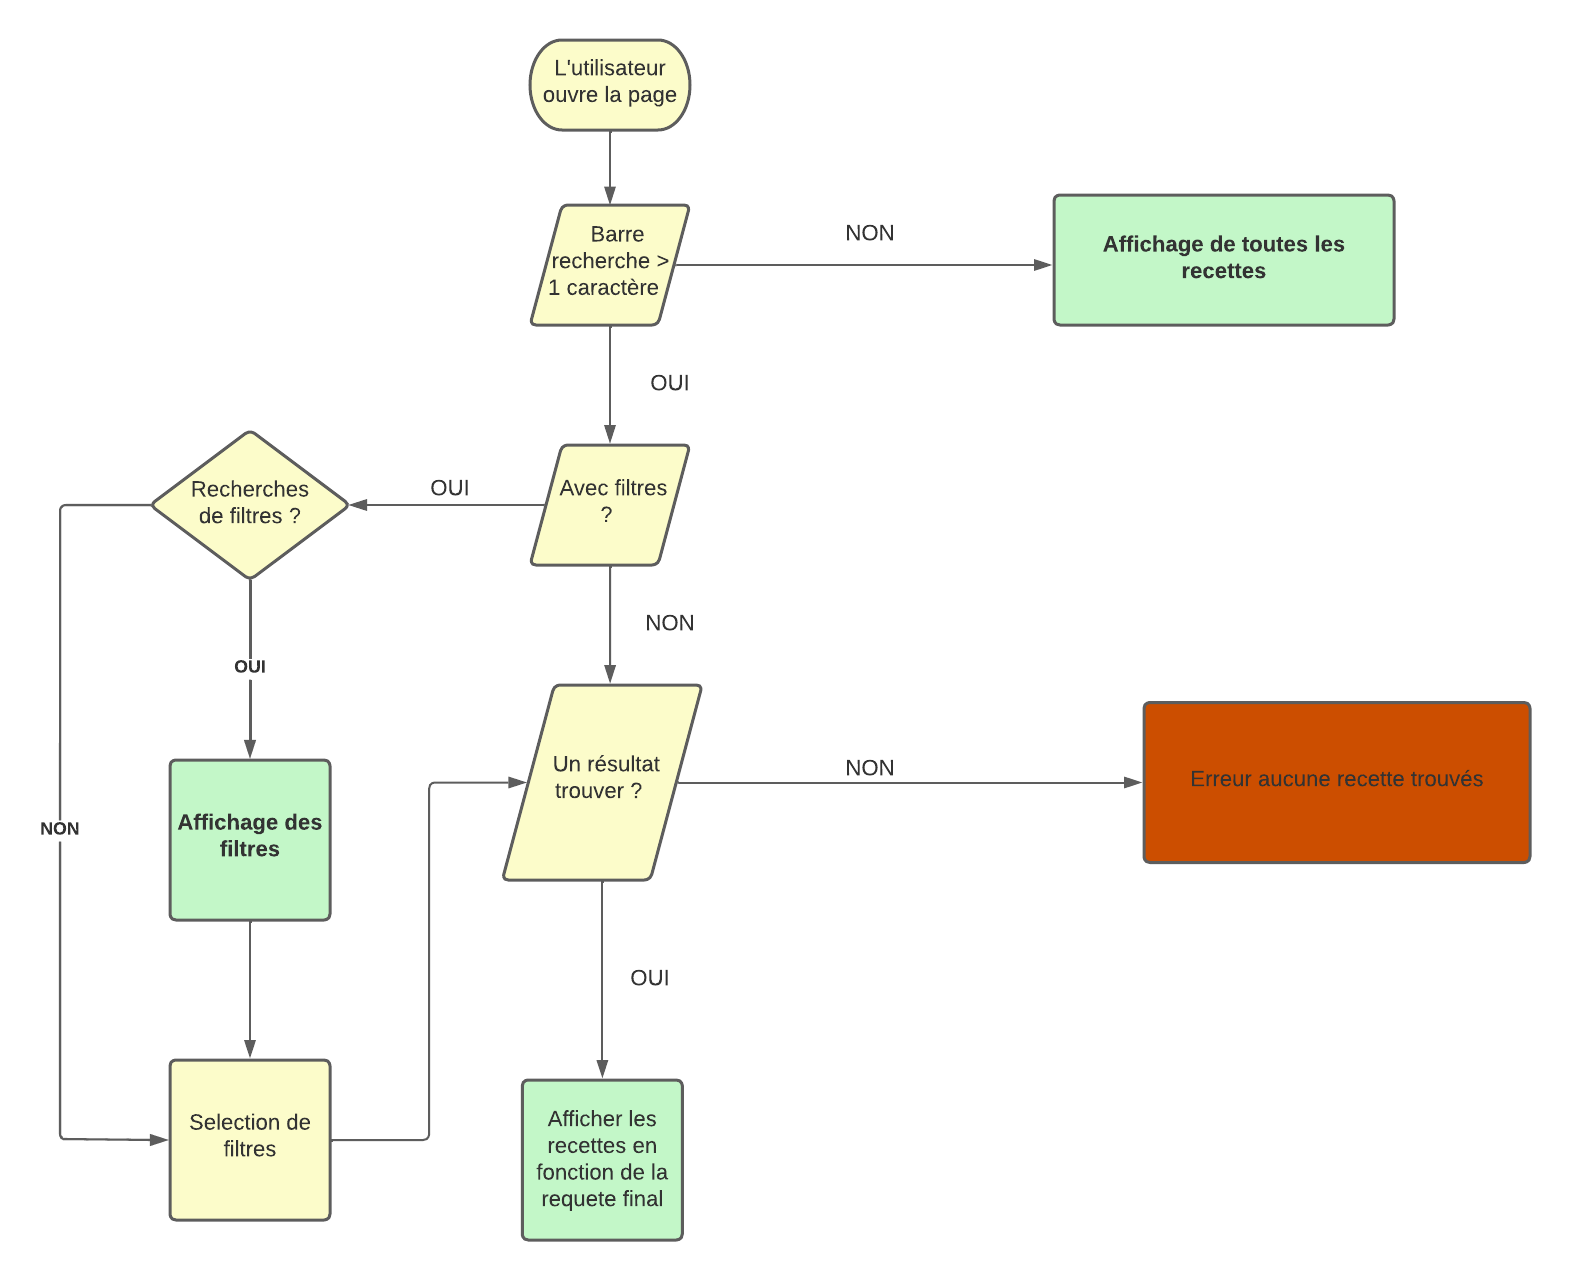 L'utilisateur
ouvre la page
Barre
recherche >
1 caractère
NON
Affichage de toutes les
recettes
OUI
Recherches
de filtres ?
OUI
Avec filtres
?
NON
OUI
Un résultat
trouver ?
NON
Erreur aucune recette trouvés
Affichage des
filtres
NON
OUI
Selection de
filtres
Afficher les
recettes en
fonction de la
requete final